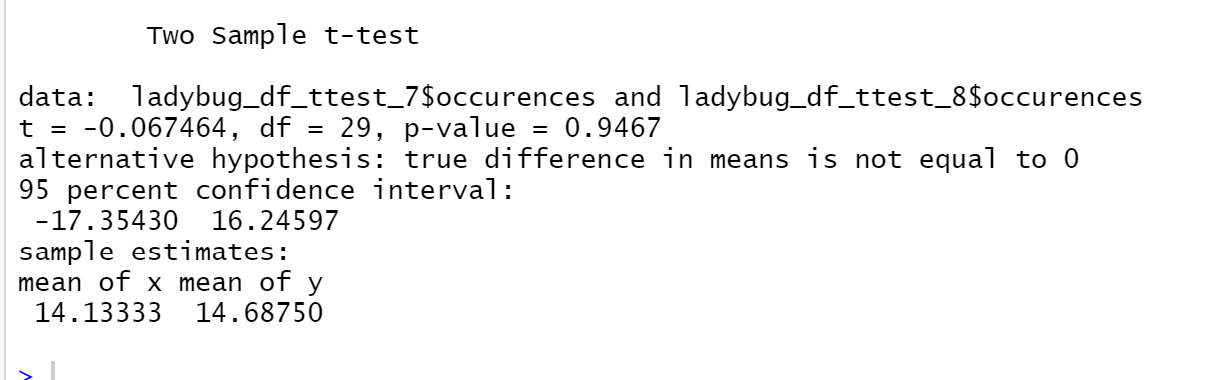 Two Sample t-test
data: ladybug_df_ttest_7$occurences and ladybug_df_ttest_8$occurences
t = -0.067464, df = 29, p-value = 0.9467
alternative hypothesis: true difference in means is not equal to 0
95 percent confidence interval:
-17.35430 16.24597
sample estimates:
mean of x mean of y
14.13333 14.68750
>